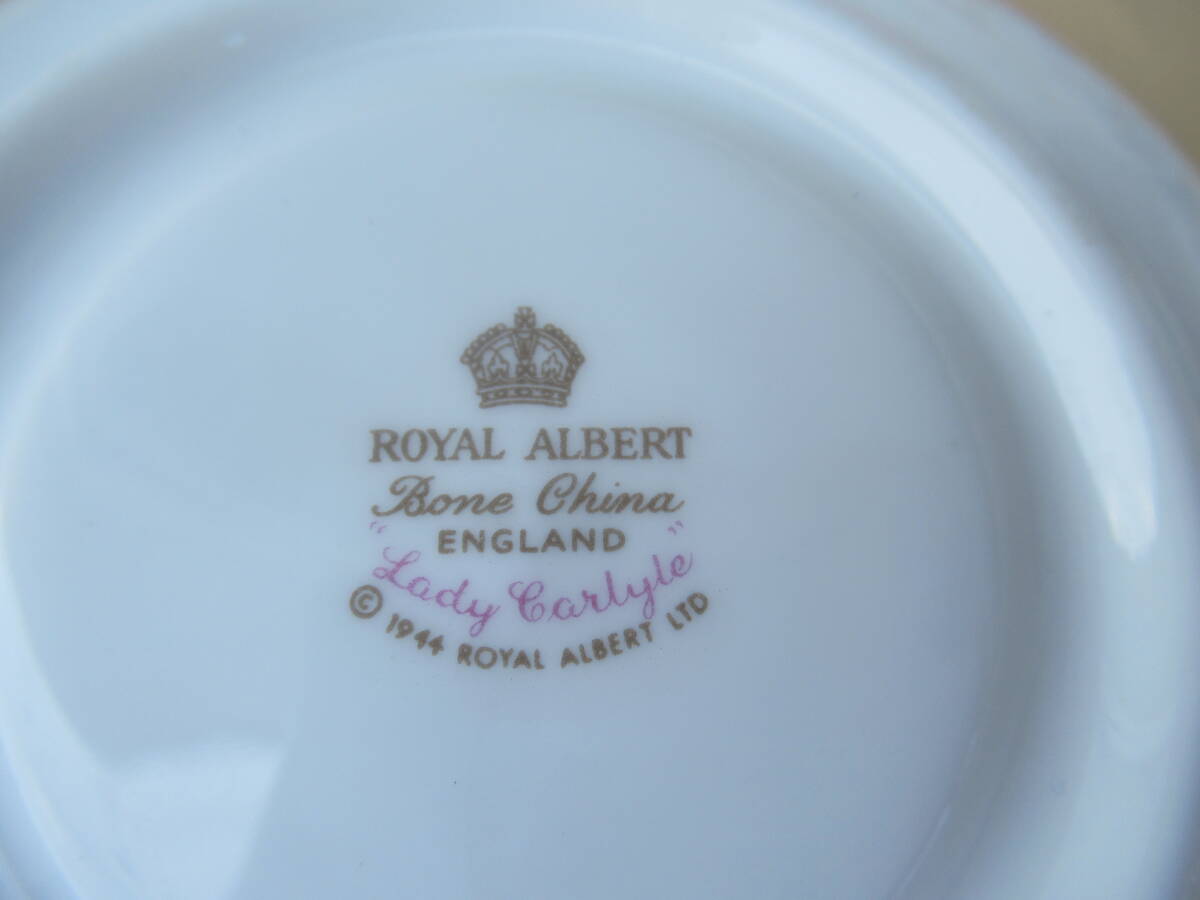 ROYAL ALBERT
Bone China
ENGLAND
"Lady Carlyle"
© 1944 ROYAL ALBERT LTD